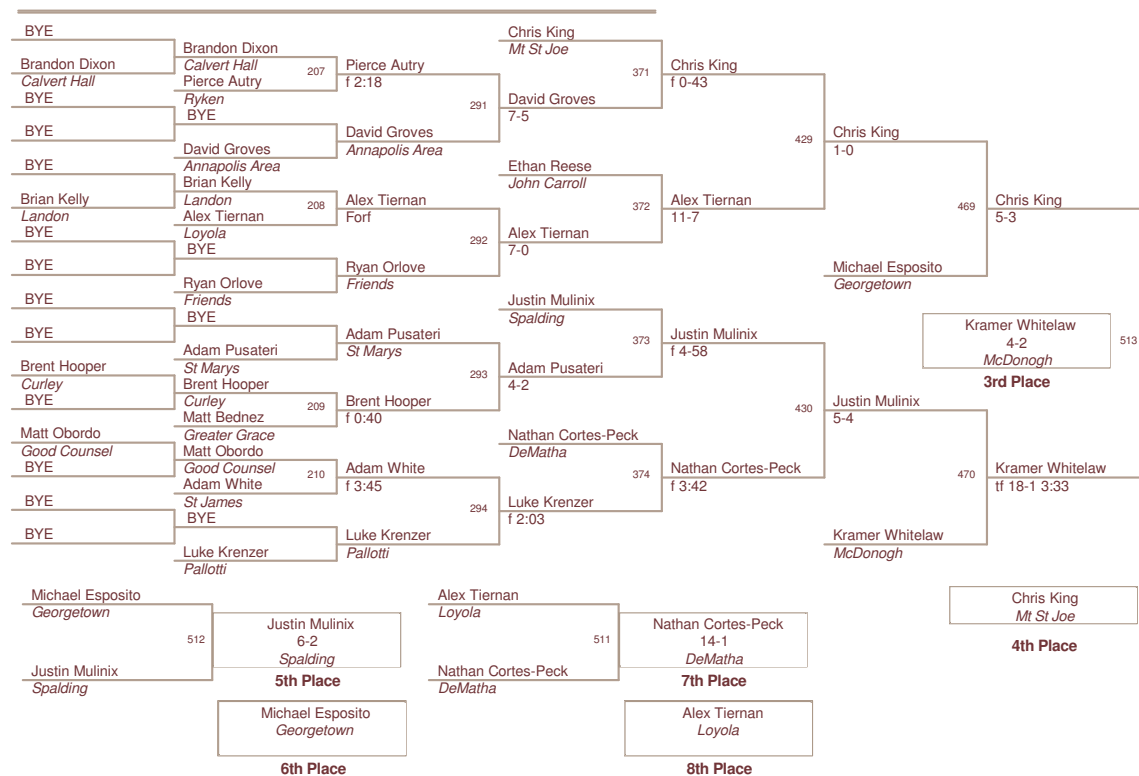 BYE
Brandon Dixon
Calvert Hall
BYE
BYE
BYE
Brian Kelly
Landon
BYE
BYE
BYE
BYE
Brent Hooper
Curley
BYE
Matt Obordo
Good Counsel
BYE
BYE
BYE
Brandon Dixon
Calvert Hall
207
Pierce Autry
Ryken
BYE
David Groves
Annapolis Area
Brian Kelly
Landon
208
Alex Tiernan
Loyola
BYE
Ryan Orlove
Friends
BYE
Adam Pusateri
St Marys
Brent Hooper
Curley
209
Matt Bednez
Greater Grace
Matt Obordo
Good Counsel
210
Adam White
St James
BYE
Luke Krenzer
Pallotti
Pierce Autry
f 2:18
291
David Groves
Annapolis Area
Alex Tiernan
Forf
292
Ryan Orlove
Friends
Adam Pusateri
St Marys
293
Brent Hooper
f 0:40
Adam White
f 3:45
294
Luke Krenzer
Pallotti
Chris King
Mt St Joe
371
David Groves
7-5
Ethan Reese
John Carroll
372
Alex Tiernan
7-0
Justin Mulinix
Spalding
373
Adam Pusateri
4-2
Nathan Cortes-Peck
DeMatha
374
Luke Krenzer
f 2:03
Chris King
f 0-43
429
Alex Tiernan
11-7
Justin Mulinix
f 4-58
430
Nathan Cortes-Peck
f 3:42
Chris King
1-0
469
Michael Esposito
Georgetown
Justin Mulinix
5-4
470
Kramer Whitelaw
McDonogh
Chris King
5-3
Kramer Whitelaw
4-2
McDonogh
513
3rd Place
Kramer Whitelaw
tf 18-1 3:33
Chris King
Mt St Joe
4th Place
Michael Esposito
Georgetown
512
Justin Mulinix
Spalding
Justin Mulinix
6-2
Spalding
5th Place
Michael Esposito
Georgetown
6th Place
Alex Tiernan
Loyola
511
Nathan Cortes-Peck
DeMatha
Nathan Cortes-Peck
14-1
DeMatha
7th Place
Alex Tiernan
Loyola
8th Place